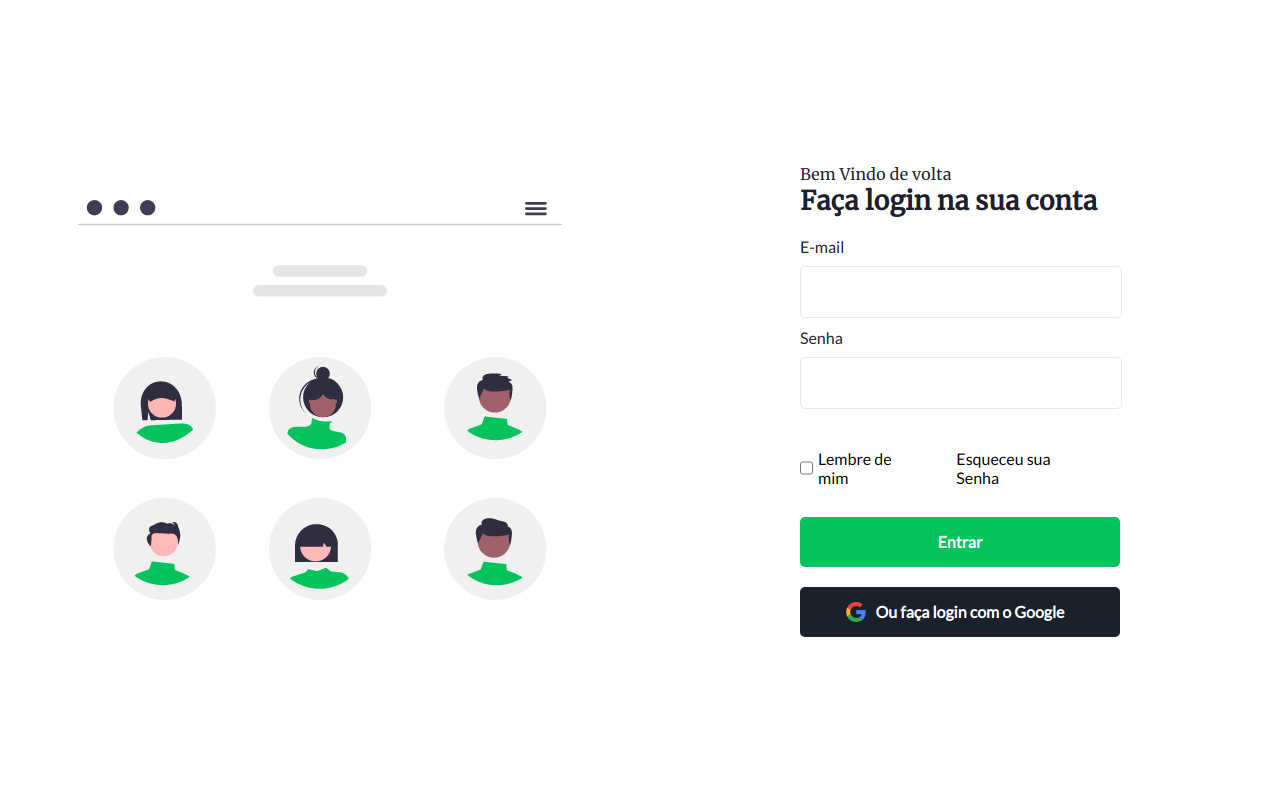 Bem Vindo de volta
Faça login na sua conta
E-mail
Senha
Lembre de
mim
Esqueceu sua
Senha
Entrar
Ou faça login com o Google